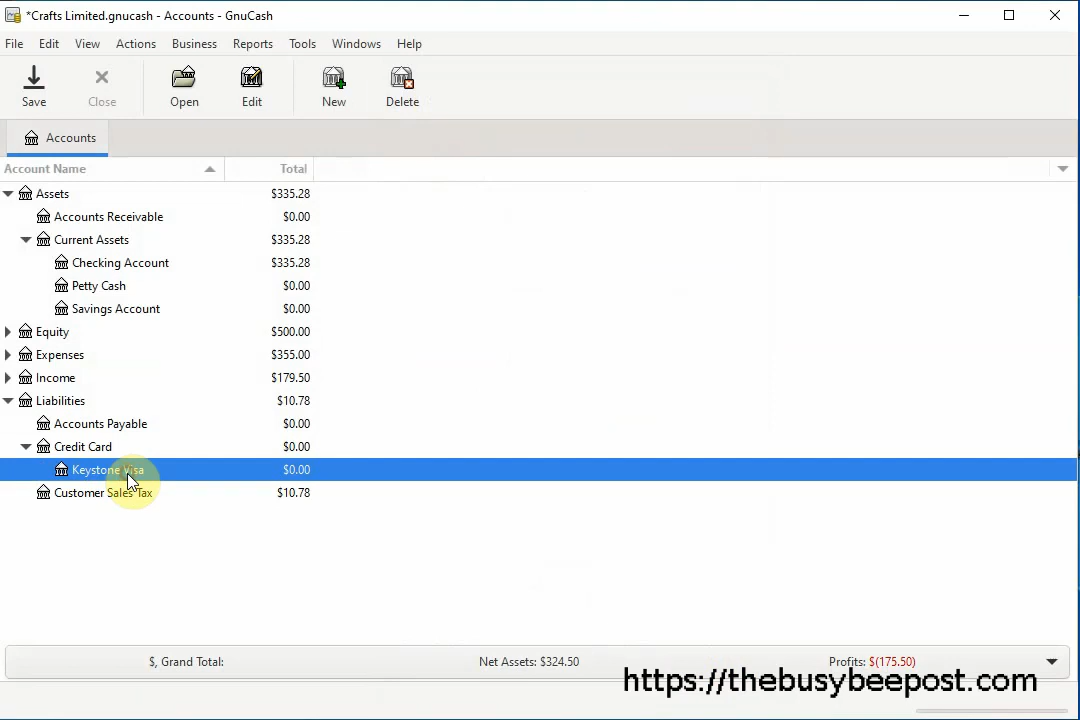 *Crafts Limited.gnucash - Accounts - GnuCash
File Edit View Actions Business Reports Tools Windows Help
Save Close Open Edit New Delete
Accounts
Account Name Total
Assets $335.28
Accounts Receivable $0.00
Current Assets $335.28
Checking Account $335.28
Petty Cash $0.00
Savings Account $0.00
Equity $500.00
Expenses $355.00
Income $179.50
Liabilities $10.78
Accounts Payable $0.00
Credit Card $0.00
Keystone Visa $0.00
Customer Sales Tax $10.78
$, Grand Total: Net Assets: $324.50 Profits: $(175.50)
https://thebusybeepost.com